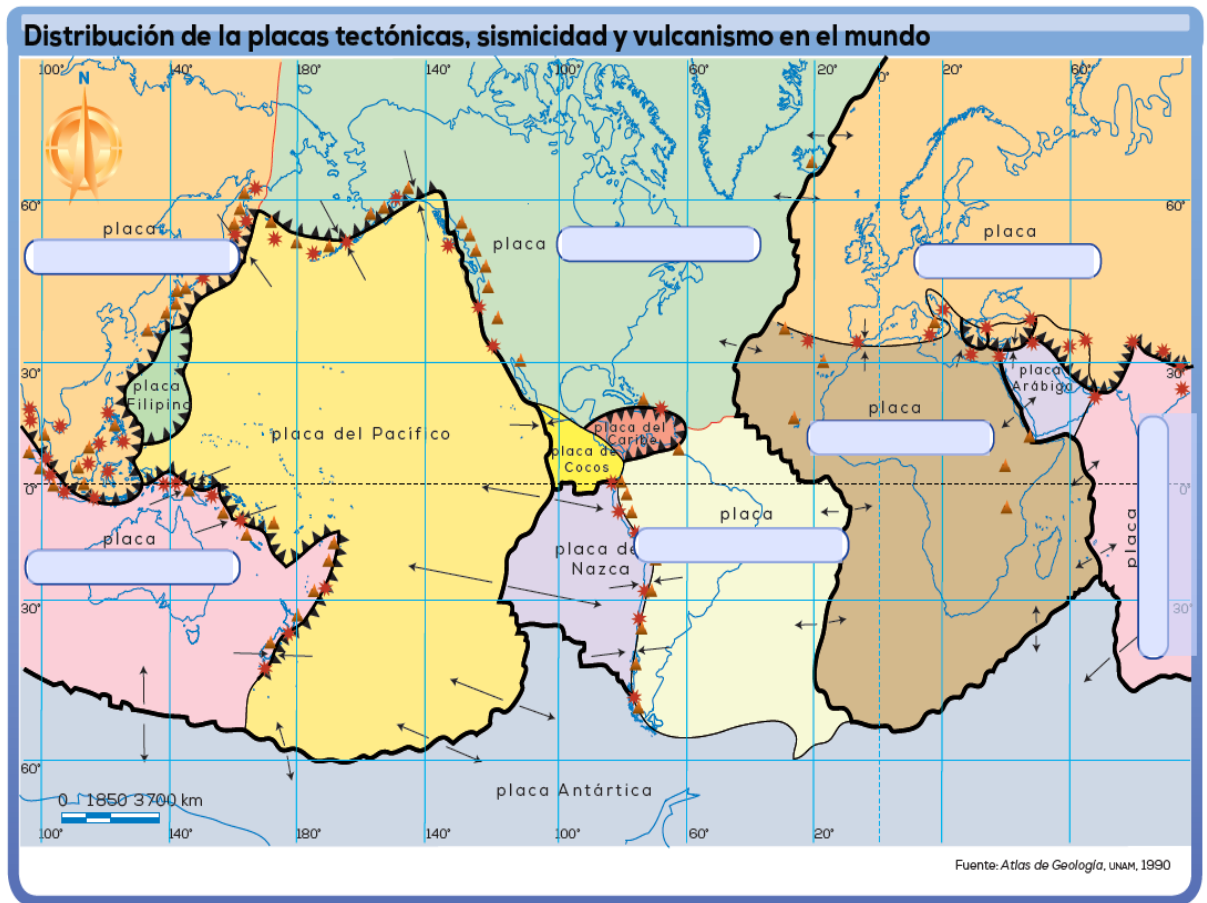 Distribución de la placas tectónicas, sismicidad y vulcanismo en el mundo
100° 140° 180° 140° 100° 60° 20° 0° 20° 60°
N
60° 60°
placa
placa
placa
30° 30°
placa
Filipina
placa
Arábiga
placa del Pacífico
placa del
Caribe
placa
placa de
Cocos
0° 0°
placa
placa
placa
placa de
Nazca
30° 30°
60°
placa Antártica
0 1850 3700 km
100° 140° 180° 140° 100° 60° 20° 20° 60°
Fuente: Atlas de Geología, UNAM, 1990